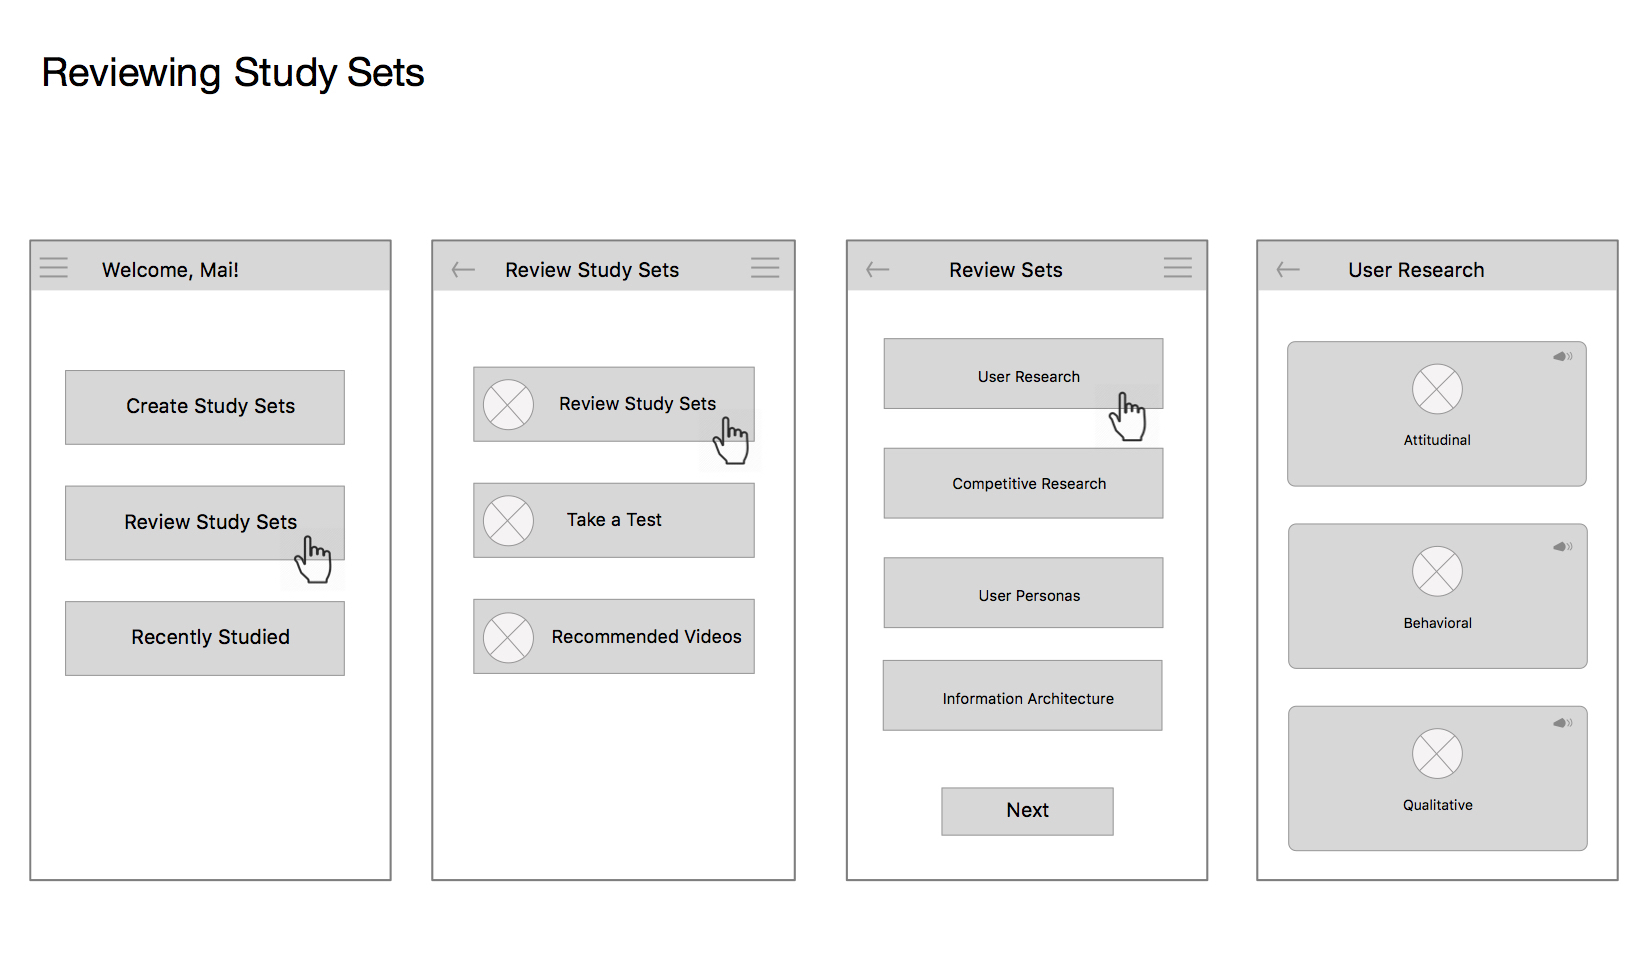 Reviewing Study Sets
Welcome, Mai!
Create Study Sets
Review Study Sets
Recently Studied
Review Study Sets
Review Study Sets
Take a Test
Recommended Videos
Review Sets
User Research
Competitive Research
User Personas
Information Architecture
Next
User Research
Attitudinal
Behavioral
Qualitative